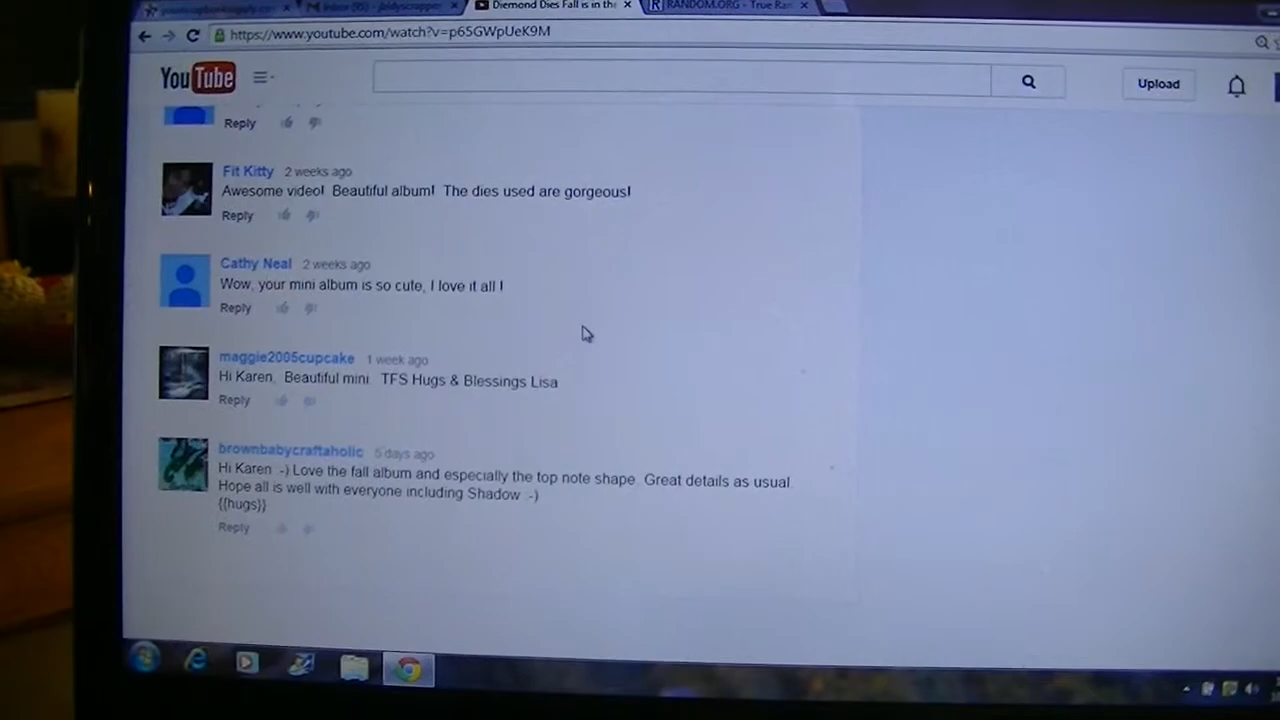 Inbox (95)
Diemond Dies Fall is in th
RANDOM.ORG - True Ra
https://www.youtube.com/watch?v=p65GWpUeK9M
YouTube
Upload
Reply
Fit Kitty 2 weeks ago
Awesome video! Beautiful album! The dies used are gorgeous!
Reply
Cathy Neal 2 weeks ago
Wow, your mini album is so cute, I love it all !
Reply
maggie2005cupcake 1 week ago
Hi Karen, Beautiful mini TFS Hugs & Blessings Lisa
Reply
brownbabycraftaholic 5 days ago
Hi Karen :-) Love the fall album and especially the top note shape Great details as usual
Hope all is well with everyone including Shadow :-)
{{hugs}}
Reply